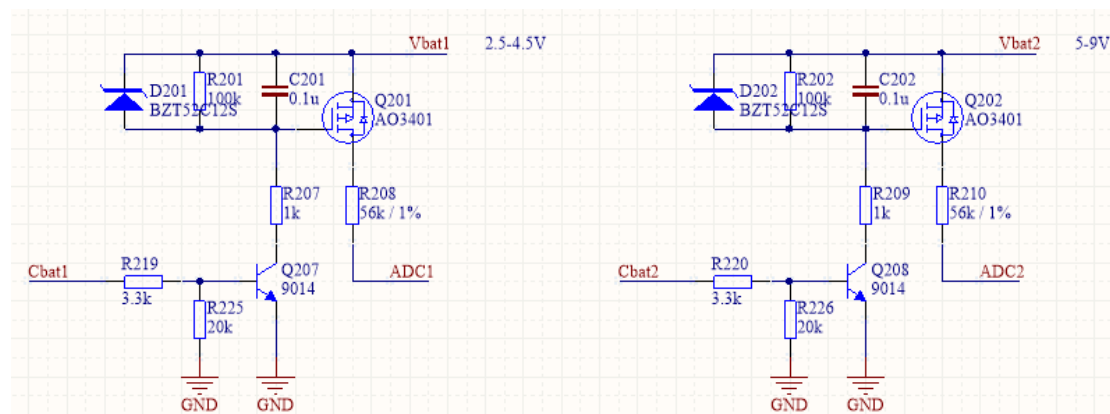 Vbat1 2.5-4.5V
D201
BZT52C12S
R201
100k
C201
0.1u
Q201
AO3401
R207
1k
R208
56k / 1%
Cbat1
R219
3.3k
Q207
9014
ADC1
R225
20k
GND GND
Vbat2 5-9V
D202
BZT52C12S
R202
100k
C202
0.1u
Q202
AO3401
R209
1k
R210
56k / 1%
Cbat2
R220
3.3k
Q208
9014
ADC2
R226
20k
GND GND